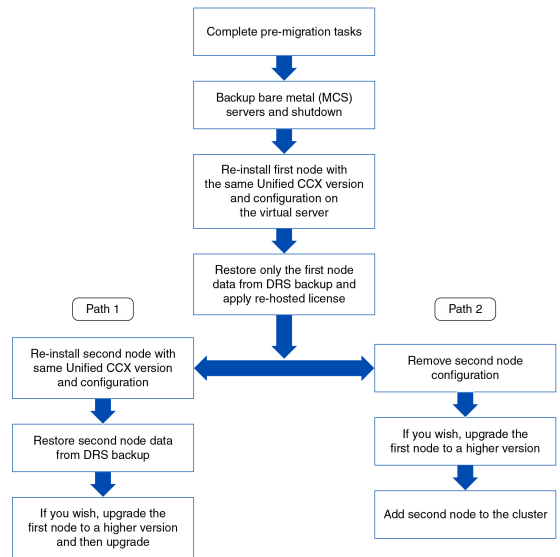 Complete pre-migration tasks
Backup bare metal (MCS)
servers and shutdown
Re-install first node with
the same Unified CCX version
and configuration on
the virtual server
Restore only the first node
data from DRS backup and
apply re-hosted license
Path 1
Re-install second node with
same Unified CCX version
and configuration
Restore second node data
from DRS backup
If you wish, upgrade the
first node to a higher version
and then upgrade
Path 2
Remove second node
configuration
If you wish, upgrade the
first node to a higher version
Add second node to the cluster